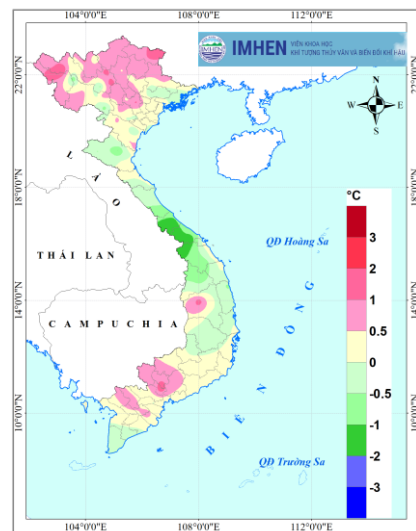 104°0'0"E 108°0'0"E 112°0'0"E
IMHEN
VIỆN KHOA HỌC
KHÍ TƯỢNG THỦY VĂN VÀ BIẾN ĐỔI KHÍ HẬU
22°0'0"N
N
W E
S
LÀO
18°0'0"N
°C
THÁI LAN
QĐ Hoàng Sa
3
2
1
0.5
0
-0.5
-1
-2
-3
14°0'0"N
CAMPUCHIA
BIỂN ĐÔNG
10°0'0"N
QĐ Trường Sa
104°0'0"E 108°0'0"E 112°0'0"E